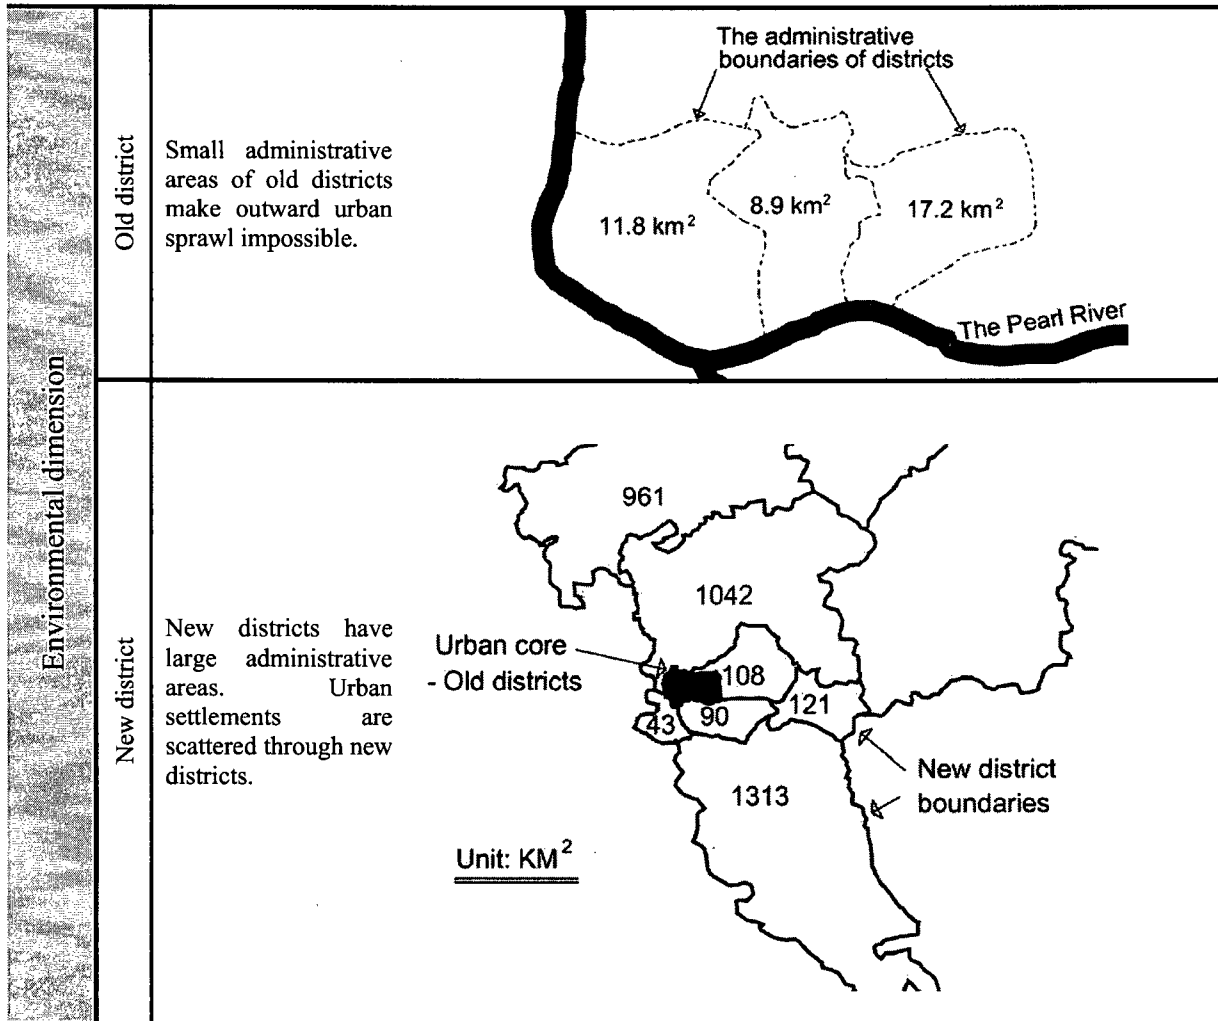 Environmental dimension
Old district
Small administrative
areas of old districts
make outward urban
sprawl impossible.
The administrative
boundaries of districts
11.8 km²
8.9 km²
17.2 km²
The Pearl River
New district
New districts have
large administrative
areas. Urban
settlements are
scattered through new
districts.
961
1042
Urban core
- Old districts
108
121
43
90
New district
boundaries
1313
Unit: KM²